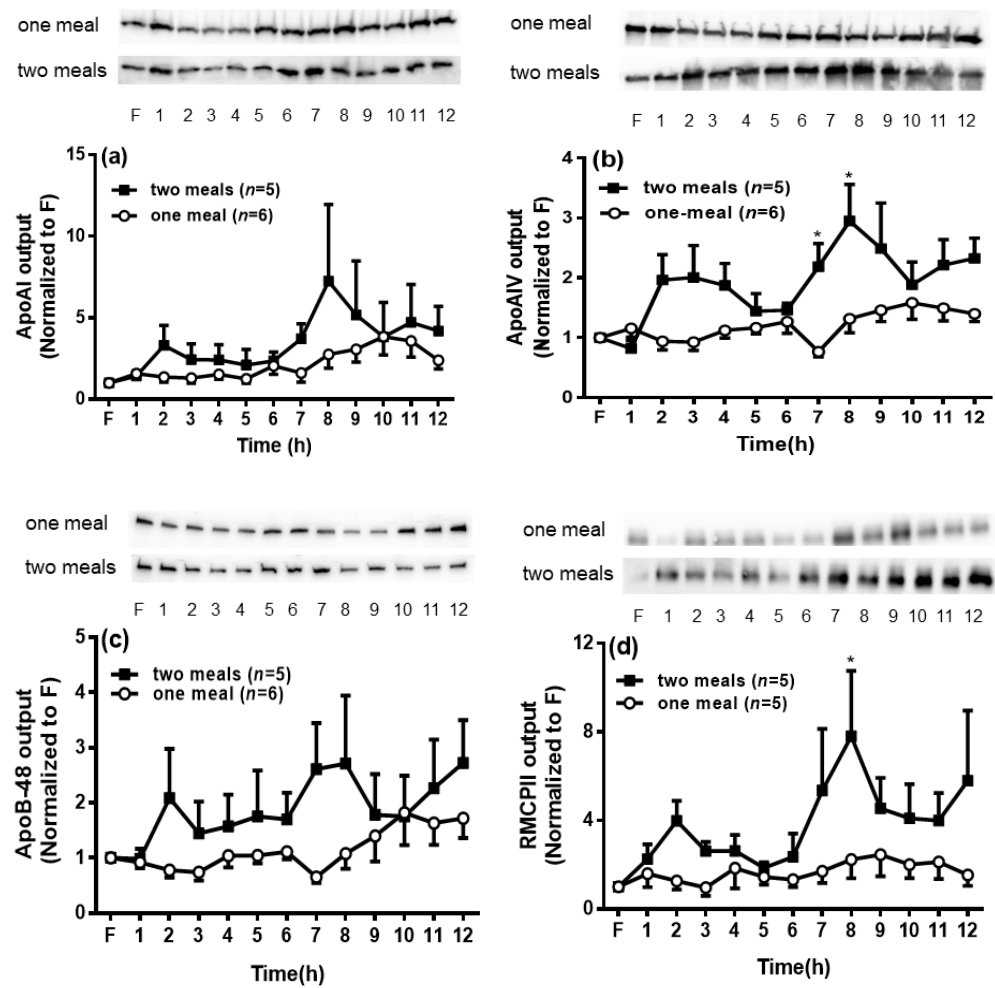 one meal
two meals
F 1 2 3 4 5 6 7 8 9 10 11 12
(a)
two meals (n=5)
one meal (n=6)
15
10
5
0
ApoAI output
(Normalized to F)
F 1 2 3 4 5 6 7 8 9 10 11 12
Time (h)
one meal
two meals
F 1 2 3 4 5 6 7 8 9 10 11 12
(b)
two meals (n=5)
one-meal (n=6)
4
3
2
1
0
ApoAIV output
(Normalized to F)
*
*
F 1 2 3 4 5 6 7 8 9 10 11 12
Time(h)
one meal
two meals
F 1 2 3 4 5 6 7 8 9 10 11 12
(c)
two meals (n=5)
one meal (n=6)
5
4
3
2
1
0
ApoB-48 output
(Normalized to F)
F 1 2 3 4 5 6 7 8 9 10 11 12
Time(h)
one meal
two meals
F 1 2 3 4 5 6 7 8 9 10 11 12
(d)
two meals (n=5)
one meal (n=5)
12
8
4
0
RMCPII output
(Normalized to F)
*
F 1 2 3 4 5 6 7 8 9 10 11 12
Time(h)